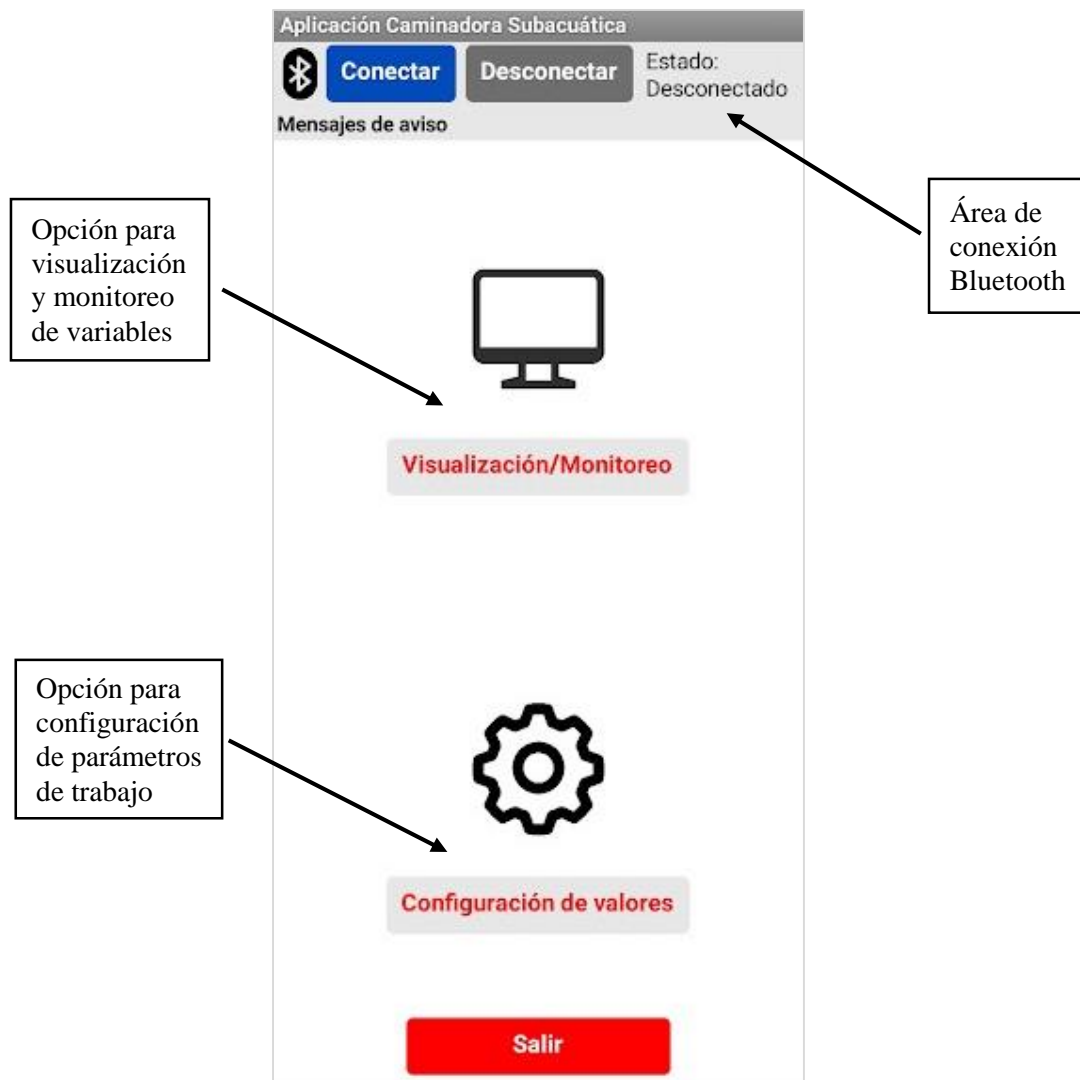 Aplicación Caminadora Subacuática
Conectar
Desconectar
Estado:
Desconectado
Mensajes de aviso
Opción para
visualización
y monitoreo
de variables
Área de
conexión
Bluetooth
Visualización/Monitoreo
Opción para
configuración
de parámetros
de trabajo
Configuración de valores
Salir